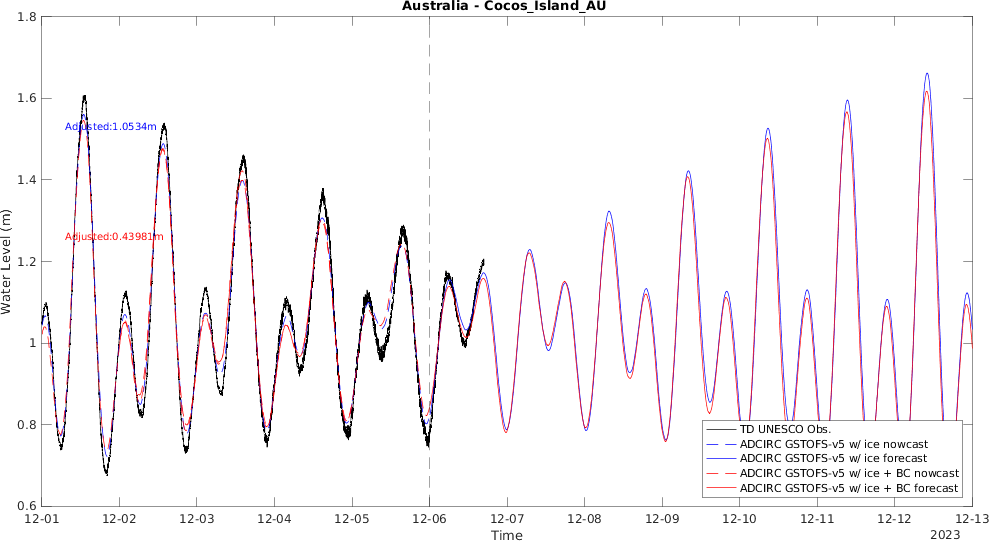 Australia - Cocos_Island_AU
1.8
1.6
1.4
1.2
1
0.8
0.6
Water Level (m)
Adjusted:1.0534m
Adjusted:0.43981m
TD UNESCO Obs.
ADCIRC GSTOFS-v5 w/ ice nowcast
ADCIRC GSTOFS-v5 w/ ice forecast
ADCIRC GSTOFS-v5 w/ ice + BC nowcast
ADCIRC GSTOFS-v5 w/ ice + BC forecast
12-01 12-02 12-03 12-04 12-05 12-06 12-07 12-08 12-09 12-10 12-11 12-12 12-13
Time
2023